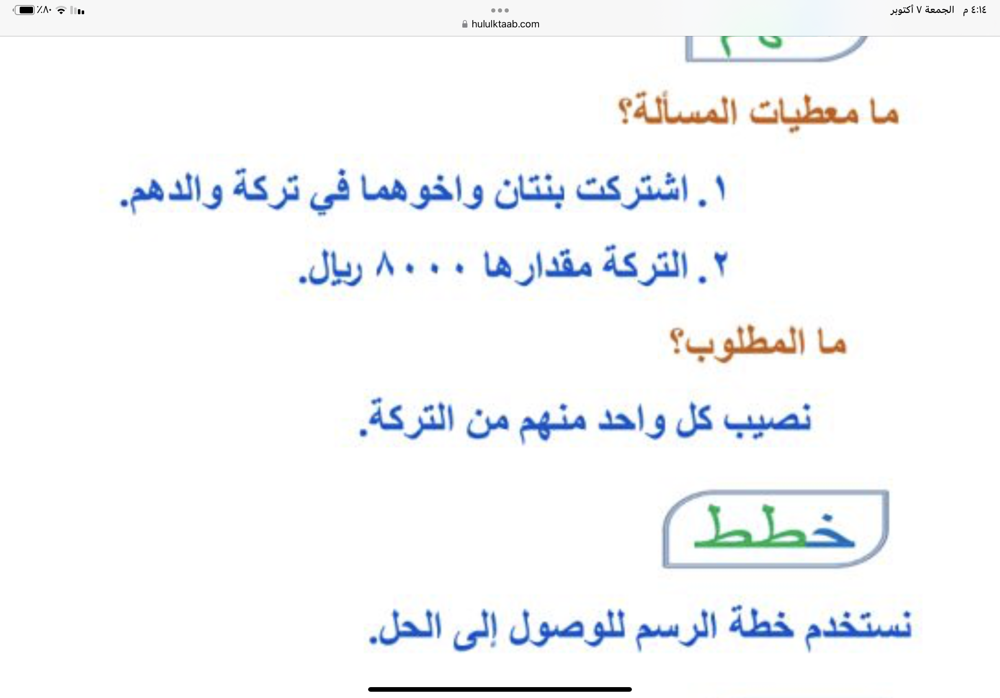 ٤:١٤ م الجمعة ٧ أكتوبر
٪٨٠
hululktaab.com
ما معطيات المسألة؟
١. اشتركت بنتان واخوهما في تركة والدهم.
٢. التركة مقدارها ٨٠٠٠ ريال.
ما المطلوب؟
نصيب كل واحد منهم من التركة.
خطط
نستخدم خطة الرسم للوصول إلى الحل.